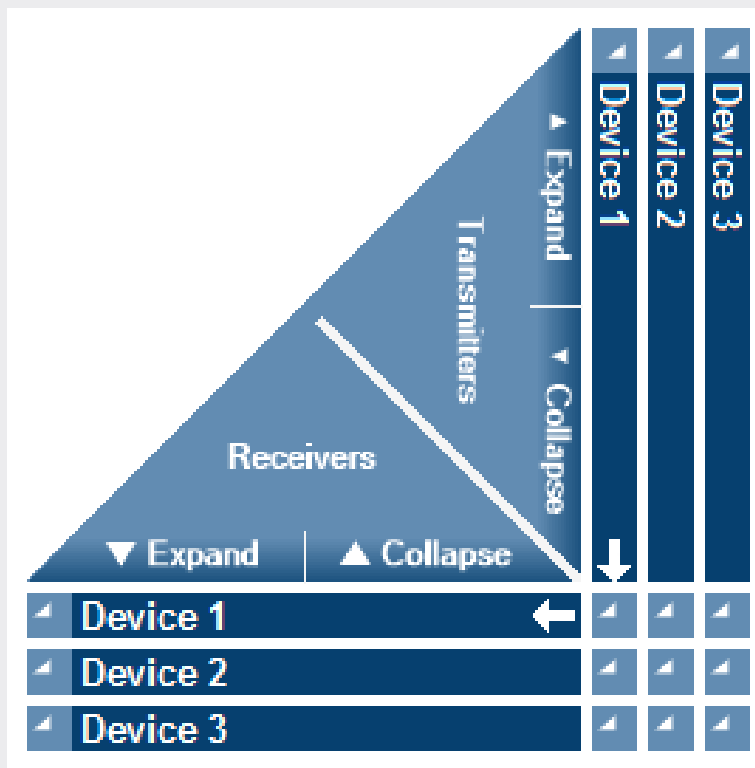 Device 1
Device 2
Device 3
▲ Expand
Transmitters
▼ Collapse
Receivers
▼ Expand
▲ Collapse
Device 1
Device 2
Device 3